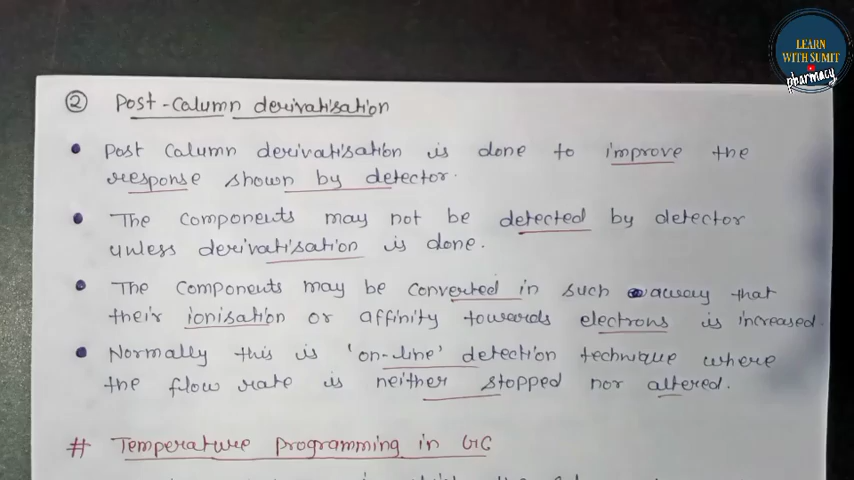 LEARN
WITH SUMIT
pharmacy
② Post-Column derivatisation
• Post Column derivatisation is done to improve the
response shown by detector.
• The components may not be detected by detector
unless derivatisation is done.
• The components may be converted in such away that
their ionisation or affinity towards electrons is increased.
• Normally this is 'on-line' detection technique where
the flow rate is neither stopped nor altered.
# Temperature programming in GC